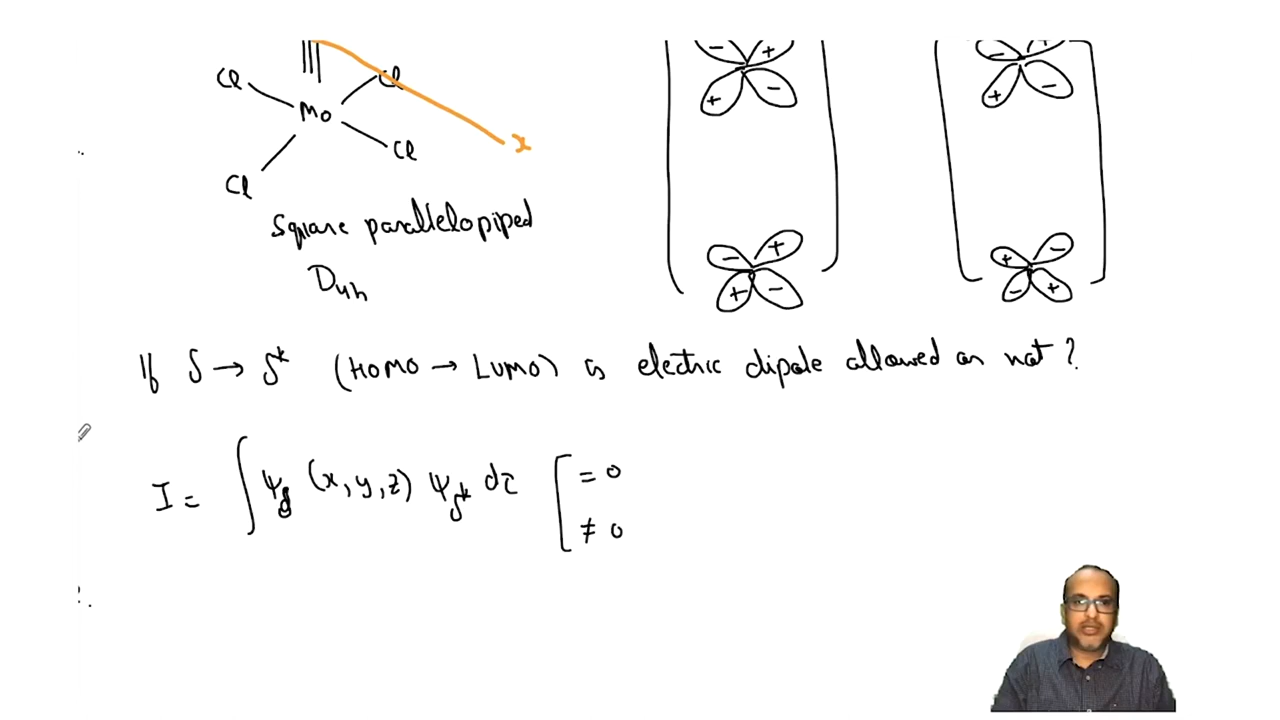 Cl Cl
Mo
Cl Cl
x
Square parallelopiped
D4h
- +
+ -
- +
+ -
- +
+ -
+ -
- +
If δ → δ* (HOMO → LUMO) is electric dipole allowed or not?
I = ∫ ψδ (x, y, z) ψδ* dτ [ = 0
≠ 0